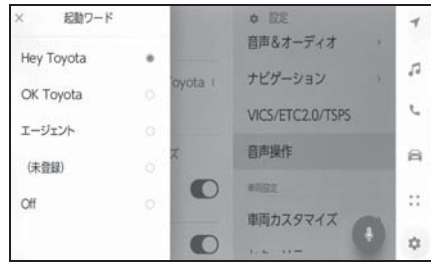 × 起動ワード
Hey Toyota
OK Toyota
エージェント
(未登録)
Off
oyota
ズ
設定
音声&オーディオ
ナビゲーション
VICS/ETC2.0/TSPS
音声操作
車両設定
車両カスタマイズ